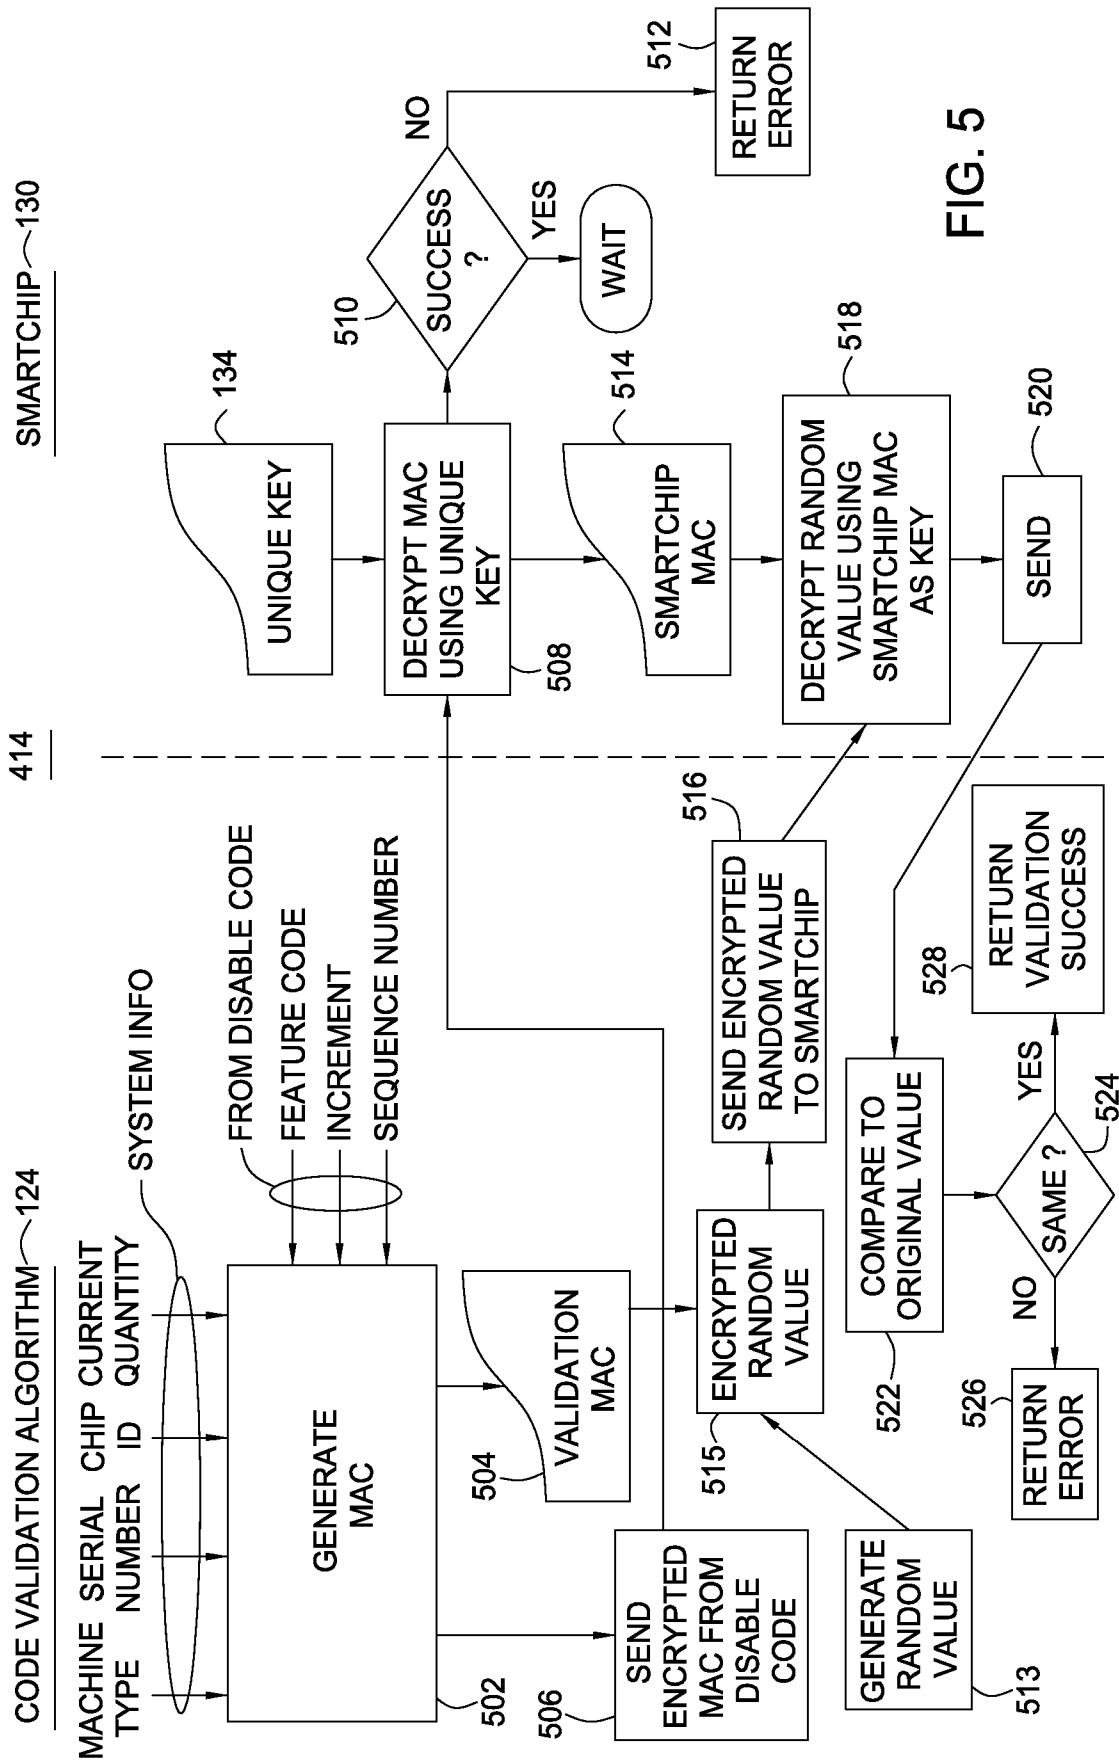 CODE VALIDATION ALGORITHM 124
414
SMARTCHIP 130
MACHINE
TYPE
SERIAL
NUMBER
CHIP
ID
CURRENT
QUANTITY
SYSTEM INFO
FROM DISABLE CODE
FEATURE CODE
INCREMENT
SEQUENCE NUMBER
GENERATE
MAC
502
VALIDATION
MAC
504
SEND
ENCRYPTED
MAC FROM
DISABLE
CODE
506
UNIQUE KEY
134
DECRYPT MAC
USING UNIQUE
KEY
508
SUCCESS
?
510
NO
YES
WAIT
RETURN
ERROR
512
SMARTCHIP
MAC
514
GENERATE
RANDOM
VALUE
513
ENCRYPTED
RANDOM
VALUE
515
SEND ENCRYPTED
RANDOM VALUE
TO SMARTCHIP
516
DECRYPT RANDOM
VALUE USING
SMARTCHIP MAC
AS KEY
518
SEND
520
COMPARE TO
ORIGINAL VALUE
522
SAME ?
524
NO
YES
RETURN
ERROR
526
RETURN
VALIDATION
SUCCESS
528
FIG. 5